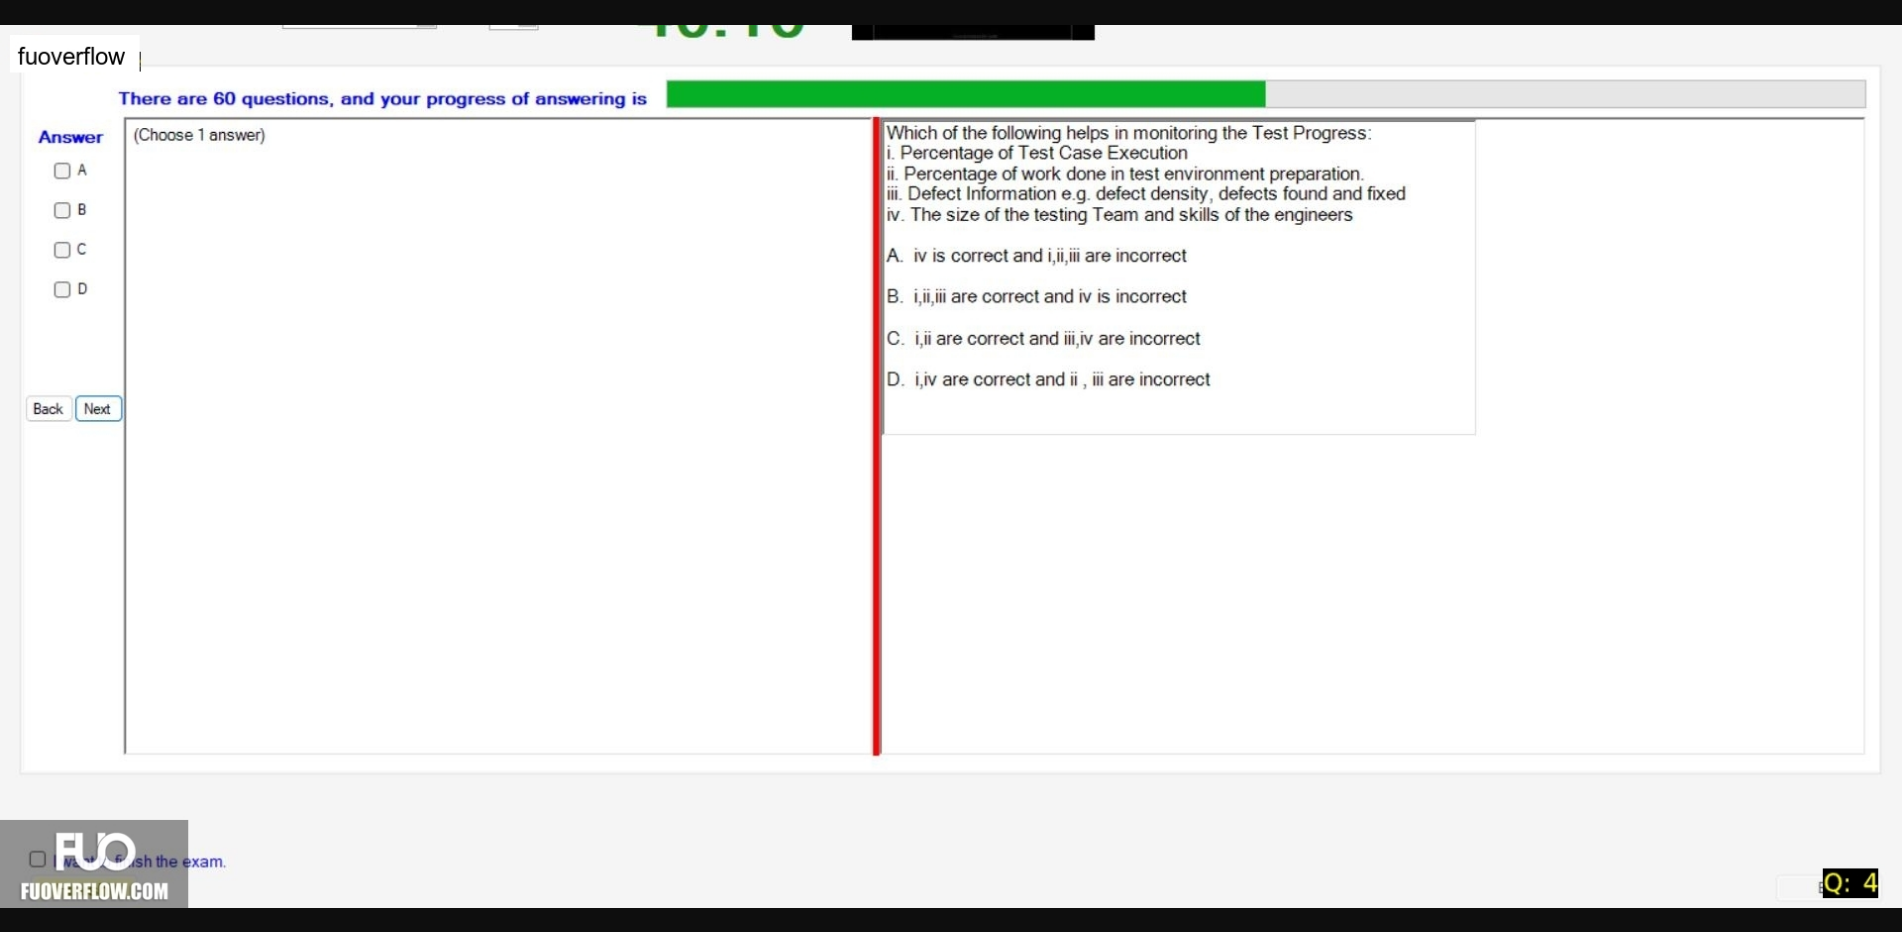 fuoverflow
There are 60 questions, and your progress of answering is
Answer
(Choose 1 answer)
A
B
C
D
Back
Next
Which of the following helps in monitoring the Test Progress:
i. Percentage of Test Case Execution
ii. Percentage of work done in test environment preparation.
iii. Defect Information e.g. defect density, defects found and fixed
iv. The size of the testing Team and skills of the engineers
A. iv is correct and i,ii,iii are incorrect
B. i,ii,iii are correct and iv is incorrect
C. i,ii are correct and iii,iv are incorrect
D. i,iv are correct and ii , iii are incorrect
FUO
the exam.
FUOVERFLOW.COM
Q: 4